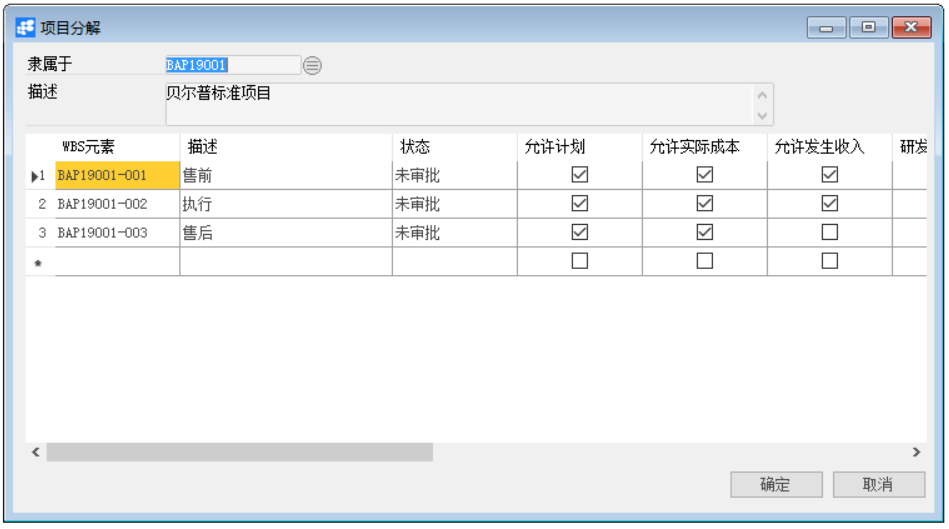 项目分解
隶属于 BAP19001
描述 贝尔普标准项目
WBS元素 描述 状态 允许计划 允许实际成本 允许发生收入 研发
1 BAP19001-001 售前 未审批
2 BAP19001-002 执行 未审批
3 BAP19001-003 售后 未审批
*
确定 取消